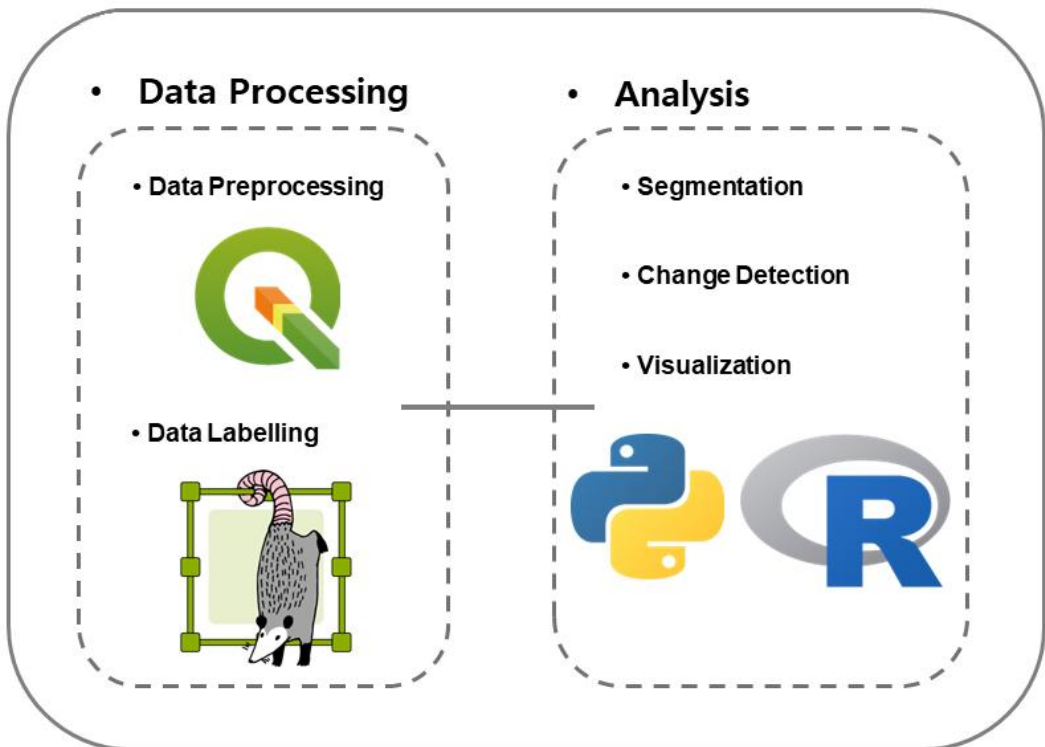 • Data Processing
• Data Preprocessing
• Data Labelling
• Analysis
• Segmentation
• Change Detection
• Visualization
R